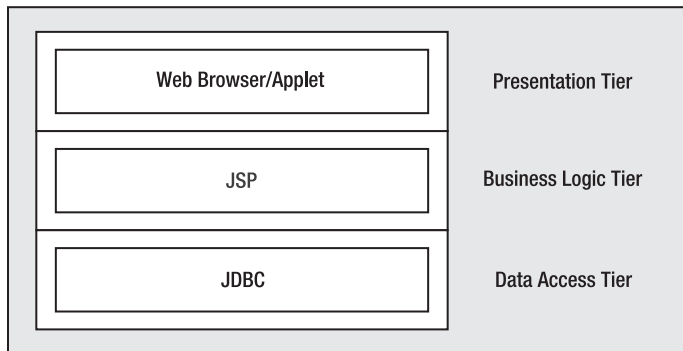 Web Browser/Applet
Presentation Tier
JSP
Business Logic Tier
JDBC
Data Access Tier